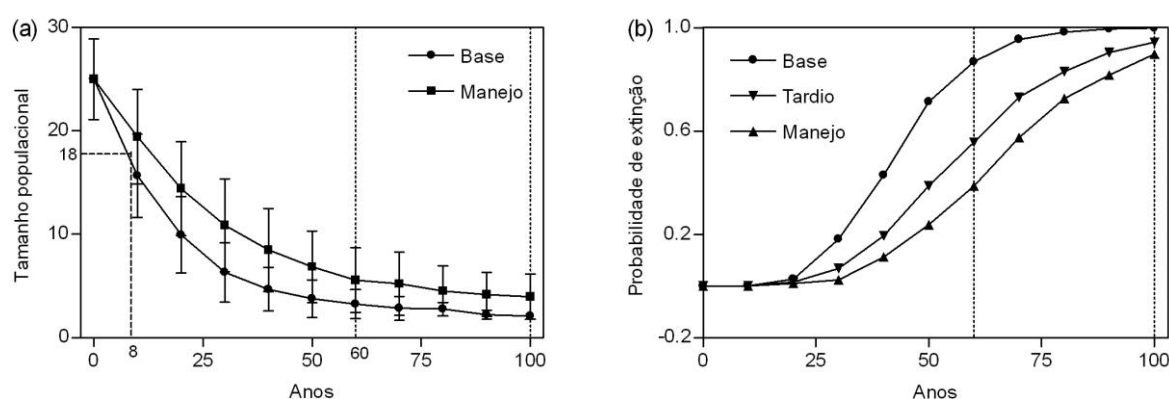 (a)
30
20
18
10
0
Tamanho populacional
Base
Manejo
0
8
25
50
60
75
100
Anos
(b)
1.0
0.6
0.2
-0.2
Probabilidade de extinção
Base
Tardio
Manejo
0
25
50
75
100
Anos